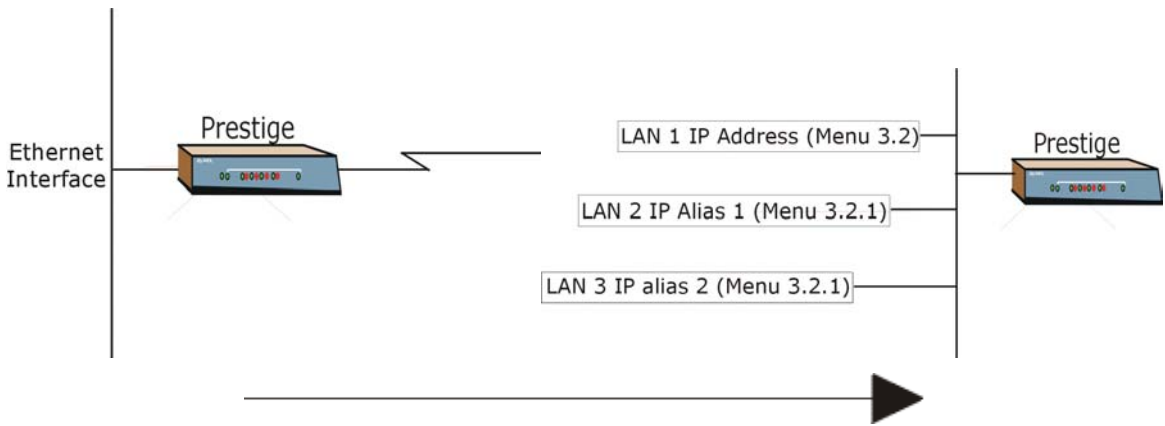 Prestige
Ethernet
Interface
LAN 1 IP Address (Menu 3.2)
LAN 2 IP Alias 1 (Menu 3.2.1)
LAN 3 IP alias 2 (Menu 3.2.1)
Prestige